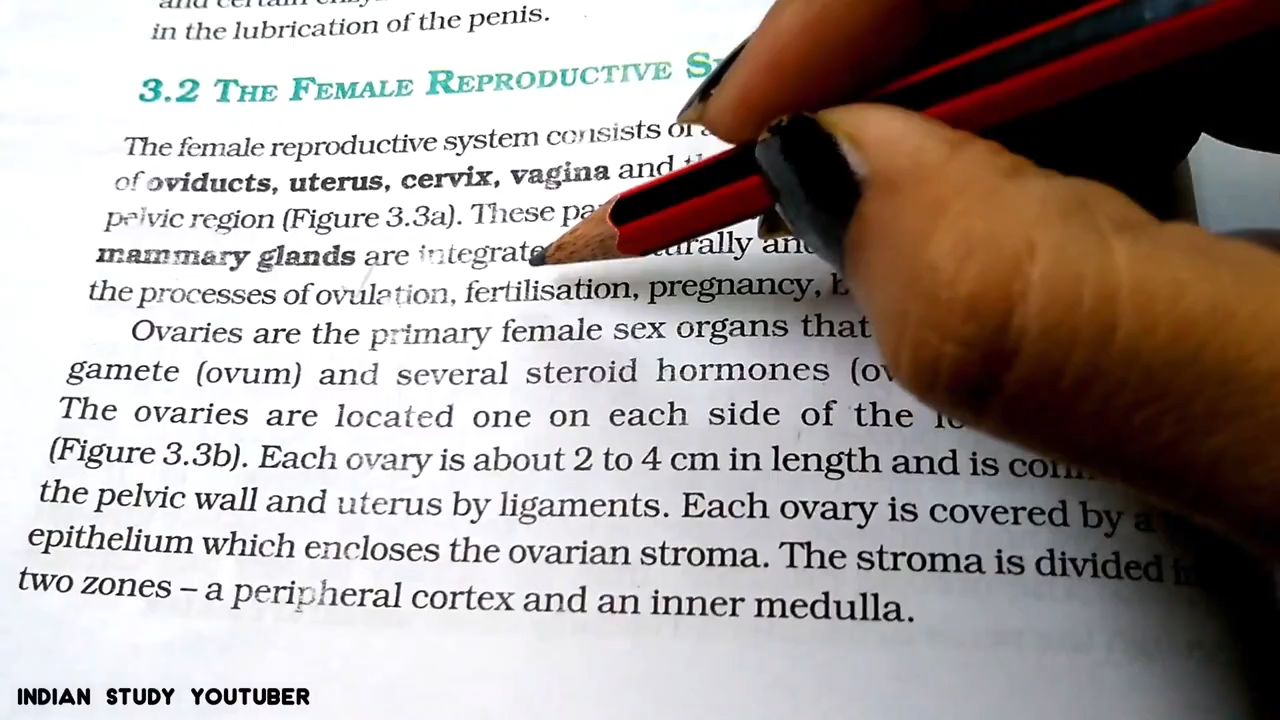 in the lubrication of the penis.
3.2 THE FEMALE REPRODUCTIVE
The female reproductive system consists of
of oviducts, uterus, cervix, vagina and
pelvic region (Figure 3.3a). These
mammary glands are and
the processes of ovulation, fertilisation, pregnancy,
Ovaries are the primary female sex organs that
gamete (ovum) and several steroid hormones
The ovaries are located one on each side of the
(Figure 3.3b). Each ovary is about 2 to 4 cm in length and is
the pelvic wall and uterus by ligaments. Each ovary is covered by a
epithelium which encloses the ovarian stroma. The stroma is divided
two zones – a peripheral cortex and an inner medulla.
INDIAN STUDY YOUTUBER